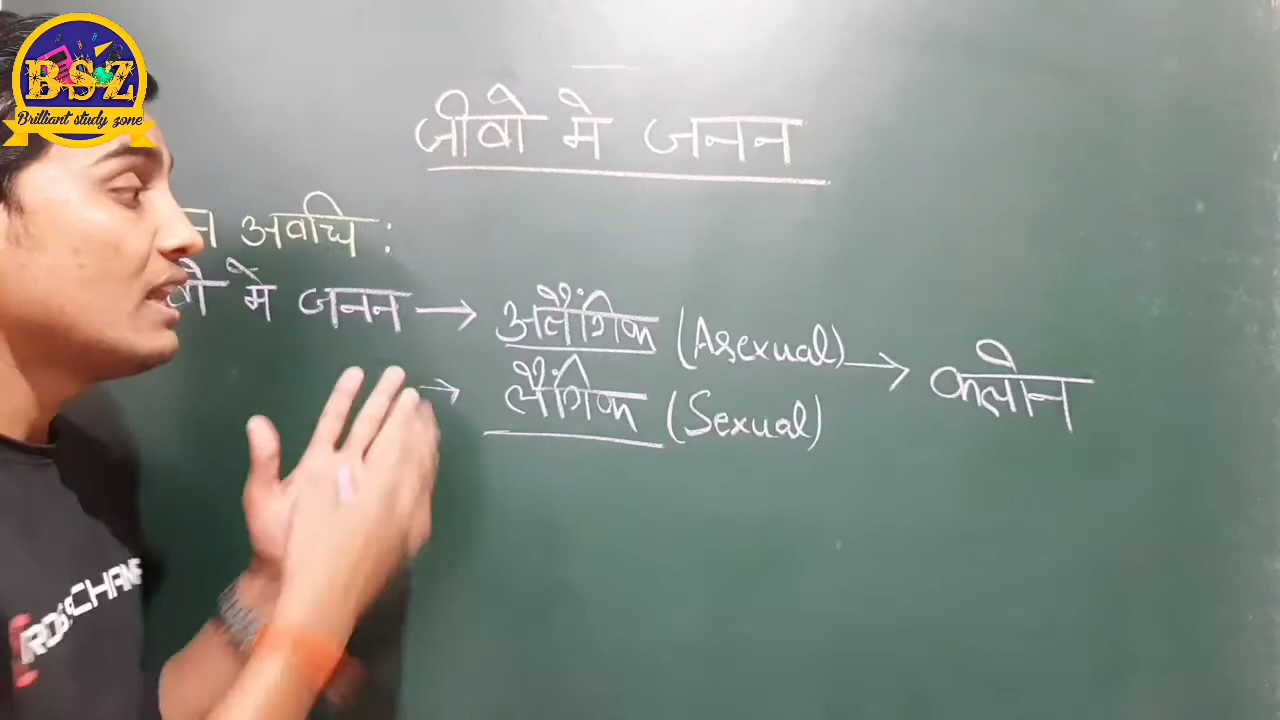 BSZ
Brilliant study zone
जीवो मे जनन
अवधि :
मे जनन → अलैंगिक (Asexual) → क्लोन
→ लैंगिक (Sexual)